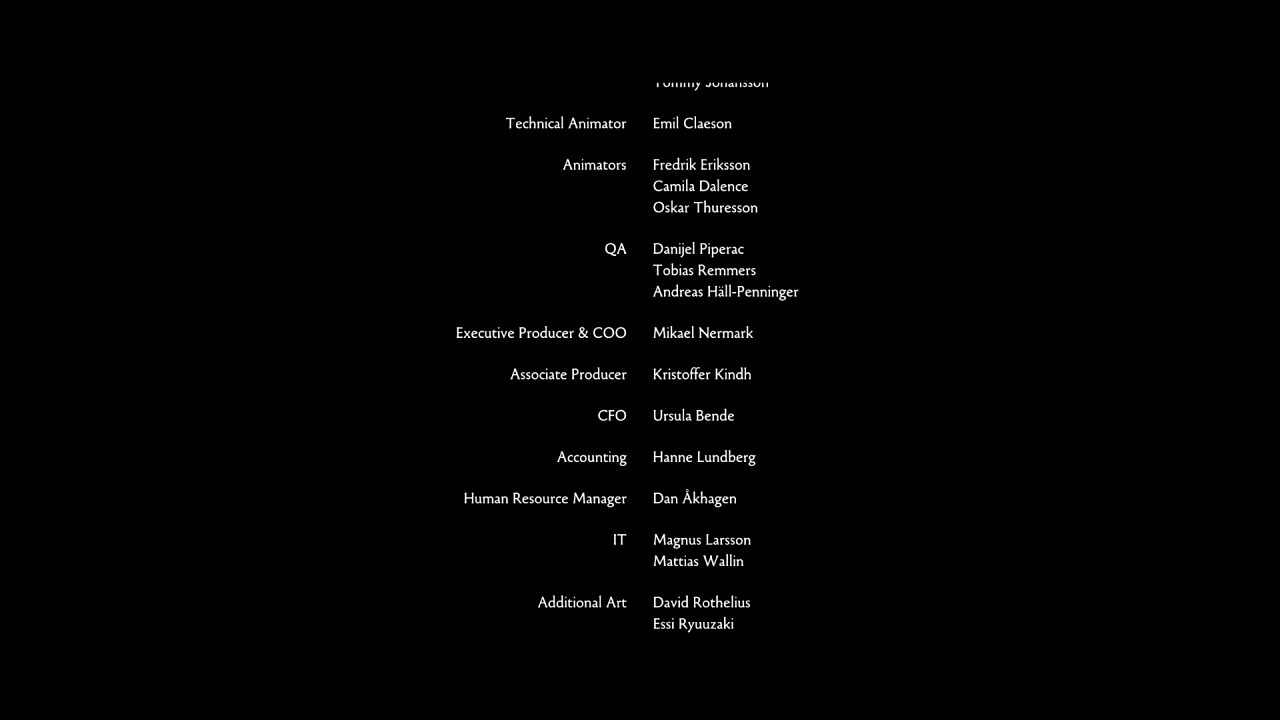 Tommy Johansson
Technical Animator Emil Claeson
Animators Fredrik Eriksson
Camila Dalence
Oskar Thuresson
QA Danijel Piperac
Tobias Remmers
Andreas Häll-Penninger
Executive Producer & COO Mikael Nermark
Associate Producer Kristoffer Kindh
CFO Ursula Bende
Accounting Hanne Lundberg
Human Resource Manager Dan Åkhagen
IT Magnus Larsson
Mattias Wallin
Additional Art David Rothelius
Essi Ryuuzaki